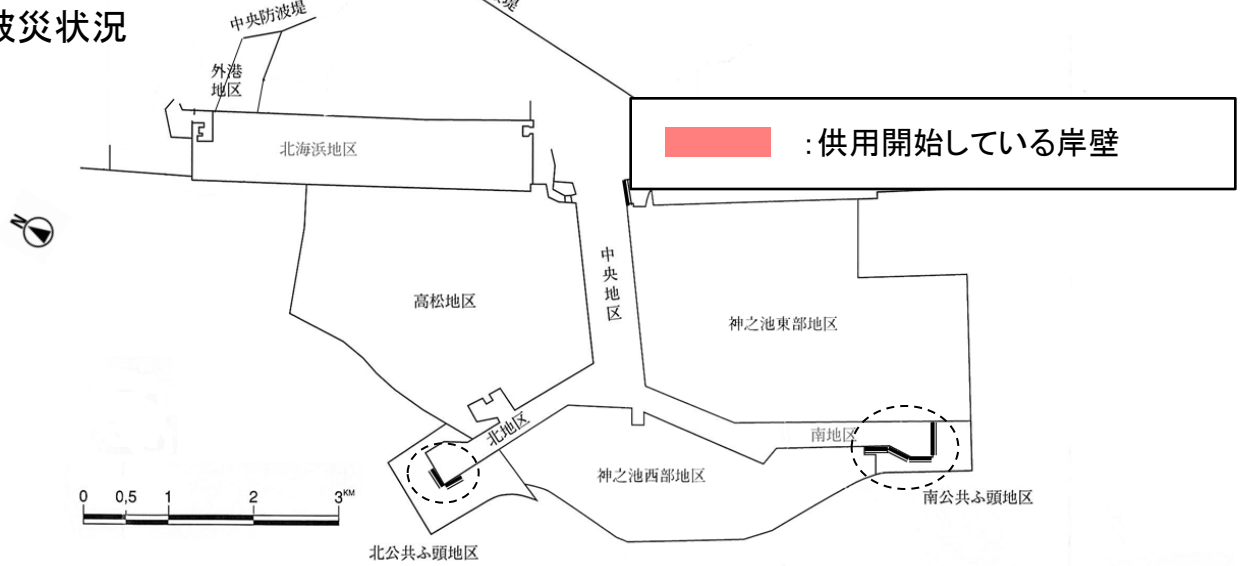 被災状況
中央防波堤
堤
外港
地区
北海浜地区
：供用開始している岸壁
N
中央地区
高松地区
神之池東部地区
北地区
南地区
神之池西部地区
南公共ふ頭地区
0 0,5 1 2 3KM
北公共ふ頭地区